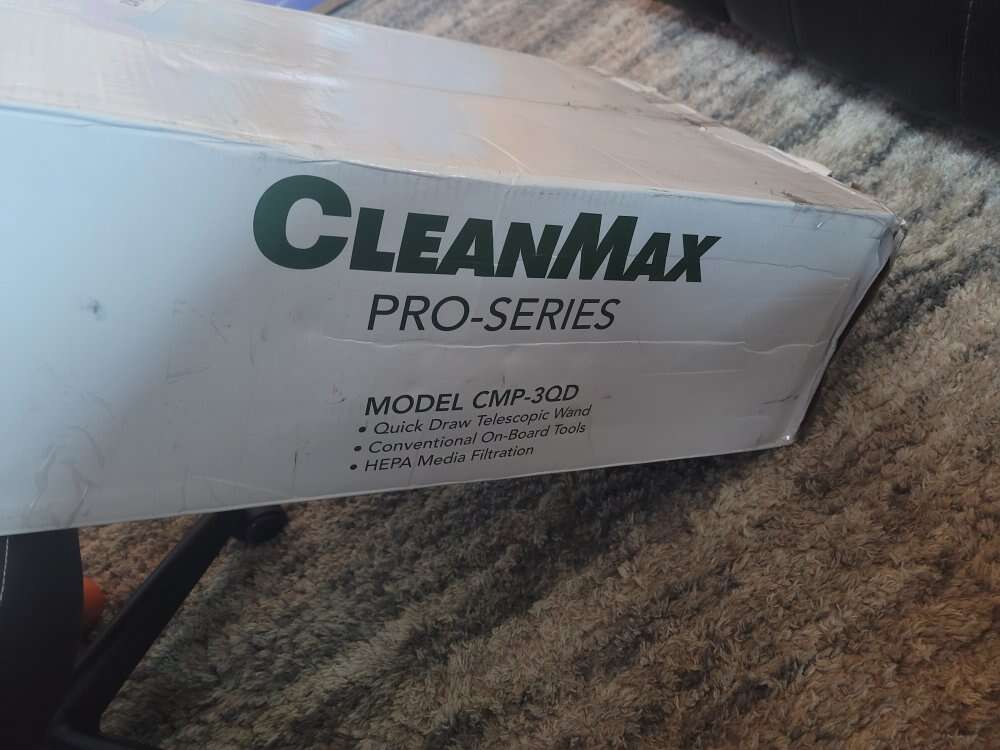 CLEANMAX
PRO-SERIES
MODEL CMP-3QD
• Quick Draw Telescopic Wand
• Conventional On-Board Tools
• HEPA Media Filtration